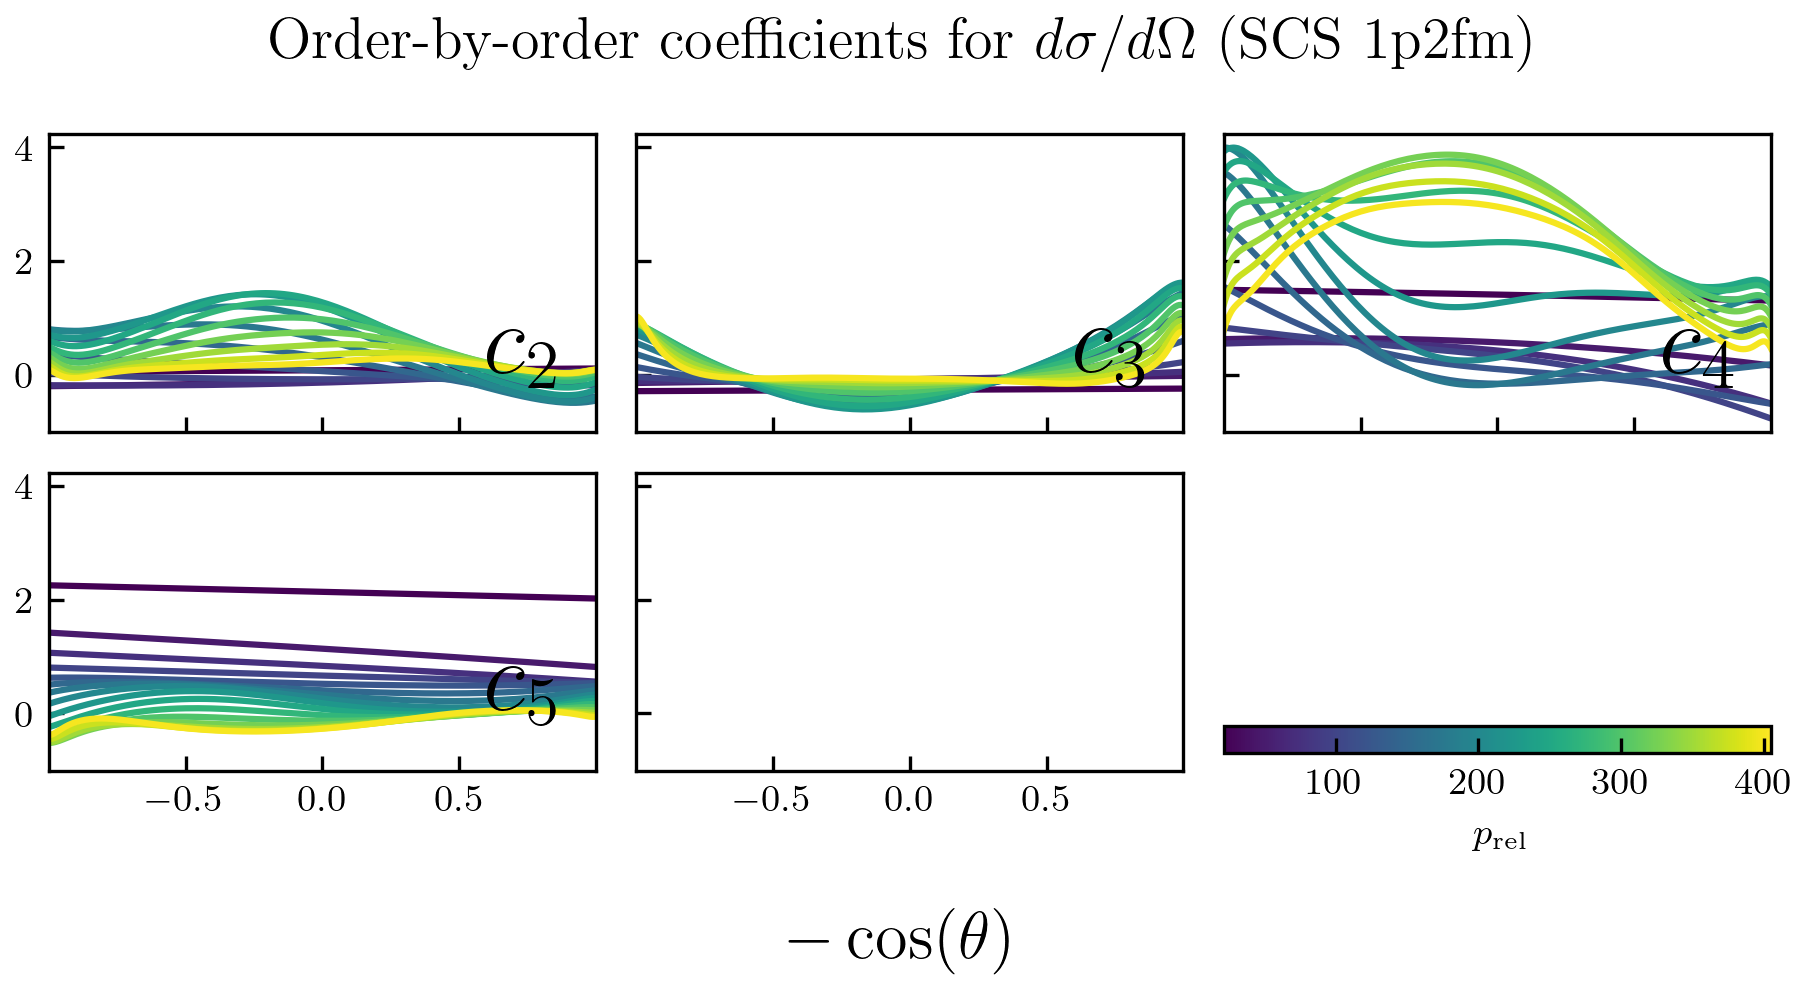 Order-by-order coefficients for dσ/dΩ (SCS 1p2fm)
4
2
0
c₂
c₃
c₄
4
2
0
c₅
−0.5 0.0 0.5
−0.5 0.0 0.5
100 200 300 400
p_rel
− cos(θ)